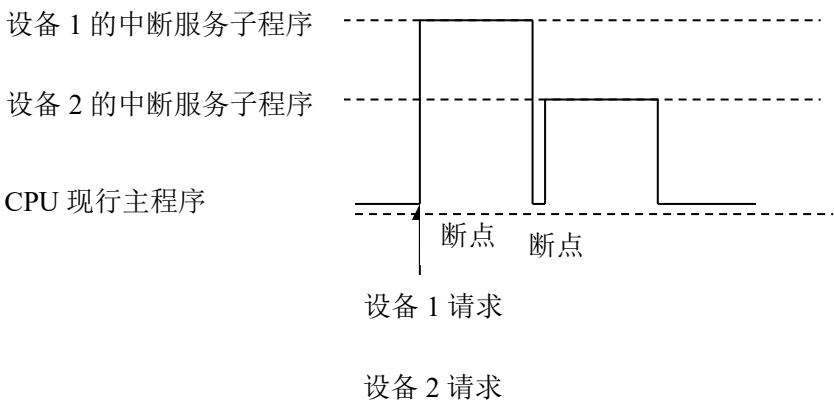 设备 1 的中断服务子程序
设备 2 的中断服务子程序
CPU 现行主程序
断点
断点
设备 1 请求
设备 2 请求